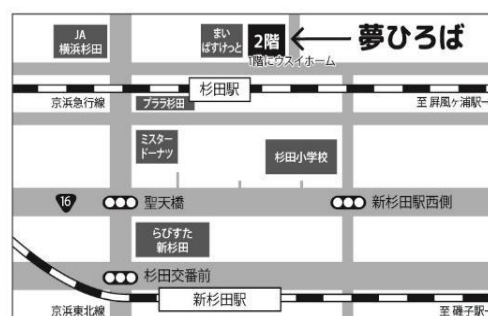 JA
横浜杉田
まい
ばすけっと
2階
夢ひろば
1階にウスイホーム
杉田駅
京浜急行線
プララ杉田
至 屏風ヶ浦駅
ミスター
ドーナツ
杉田小学校
16
聖天橋
新杉田駅西側
らびすた
新杉田
杉田交番前
新杉田駅
京浜東北線
至 磯子駅